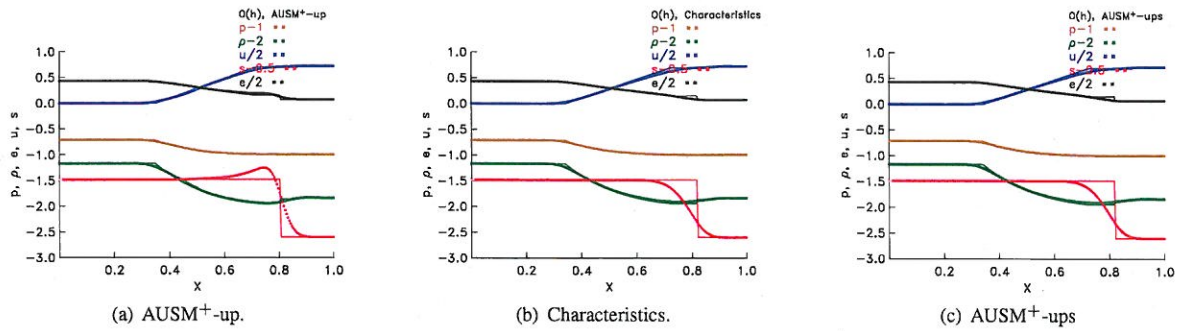 O(h), AUSM⁺-up
p-1
ρ-2
u/2
s-0.5
e/2
1.0
0.5
0.0
-0.5
-1.0
-1.5
-2.0
-2.5
-3.0
p, ρ, e, u, s
0.2 0.4 0.6 0.8 1.0
X
(a) AUSM⁺-up.
O(h), Characteristics
p-1
ρ-2
u/2
s-0.5
e/2
1.0
0.5
0.0
-0.5
-1.0
-1.5
-2.0
-2.5
-3.0
p, ρ, e, u, s
0.2 0.4 0.6 0.8 1.0
X
(b) Characteristics.
O(h), AUSM⁺-ups
p-1
ρ-2
u/2
s-0.5
e/2
1.0
0.5
0.0
-0.5
-1.0
-1.5
-2.0
-2.5
-3.0
p, ρ, e, u, s
0.2 0.4 0.6 0.8 1.0
X
(c) AUSM⁺-ups